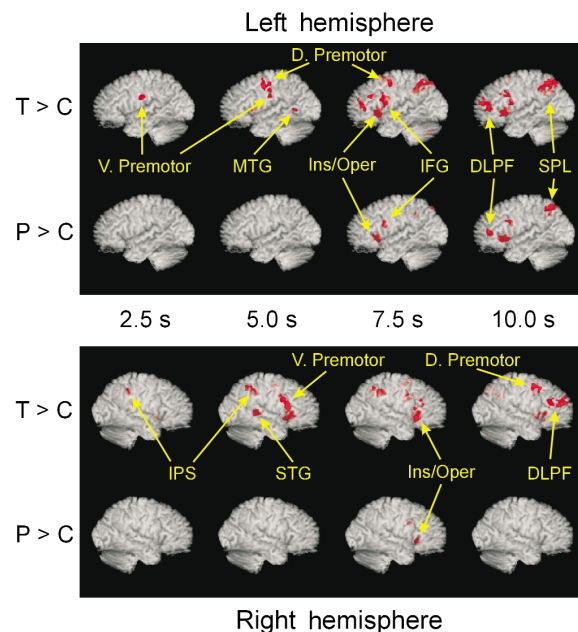 Left hemisphere
D. Premotor
T > C
V. Premotor MTG Ins/Oper IFG DLPF SPL
P > C
2.5 s 5.0 s 7.5 s 10.0 s
V. Premotor D. Premotor
T > C
IPS STG Ins/Oper DLPF
P > C
Right hemisphere